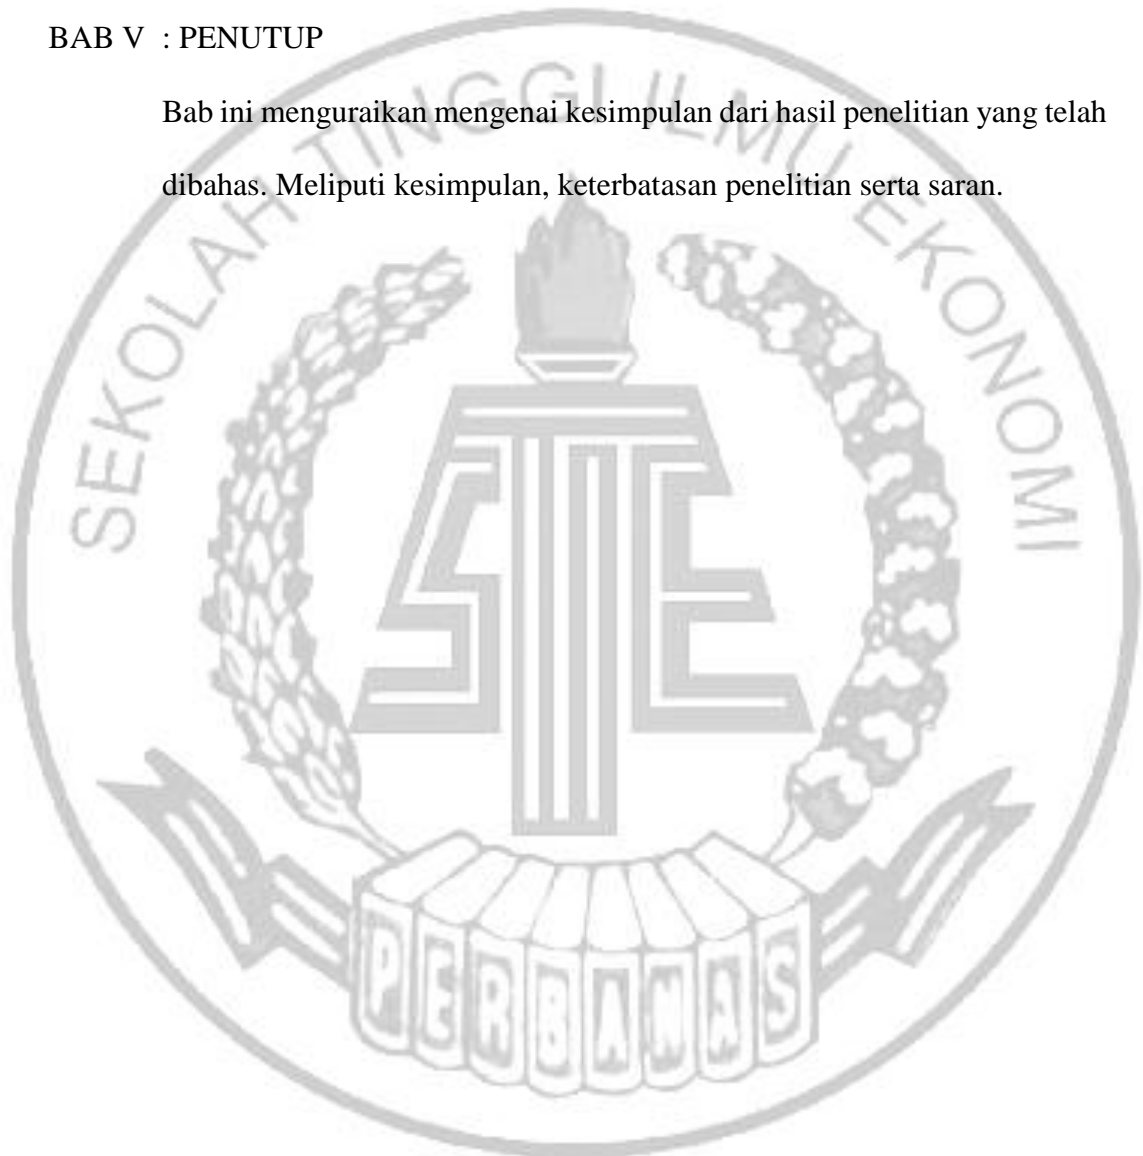 BAB V : PENUTUP
Bab ini menguraikan mengenai kesimpulan dari hasil penelitian yang telah
dibahas. Meliputi kesimpulan, keterbatasan penelitian serta saran.
SEKOLAH TINGGI ILMU EKONOMI
STIE
PERBANAS